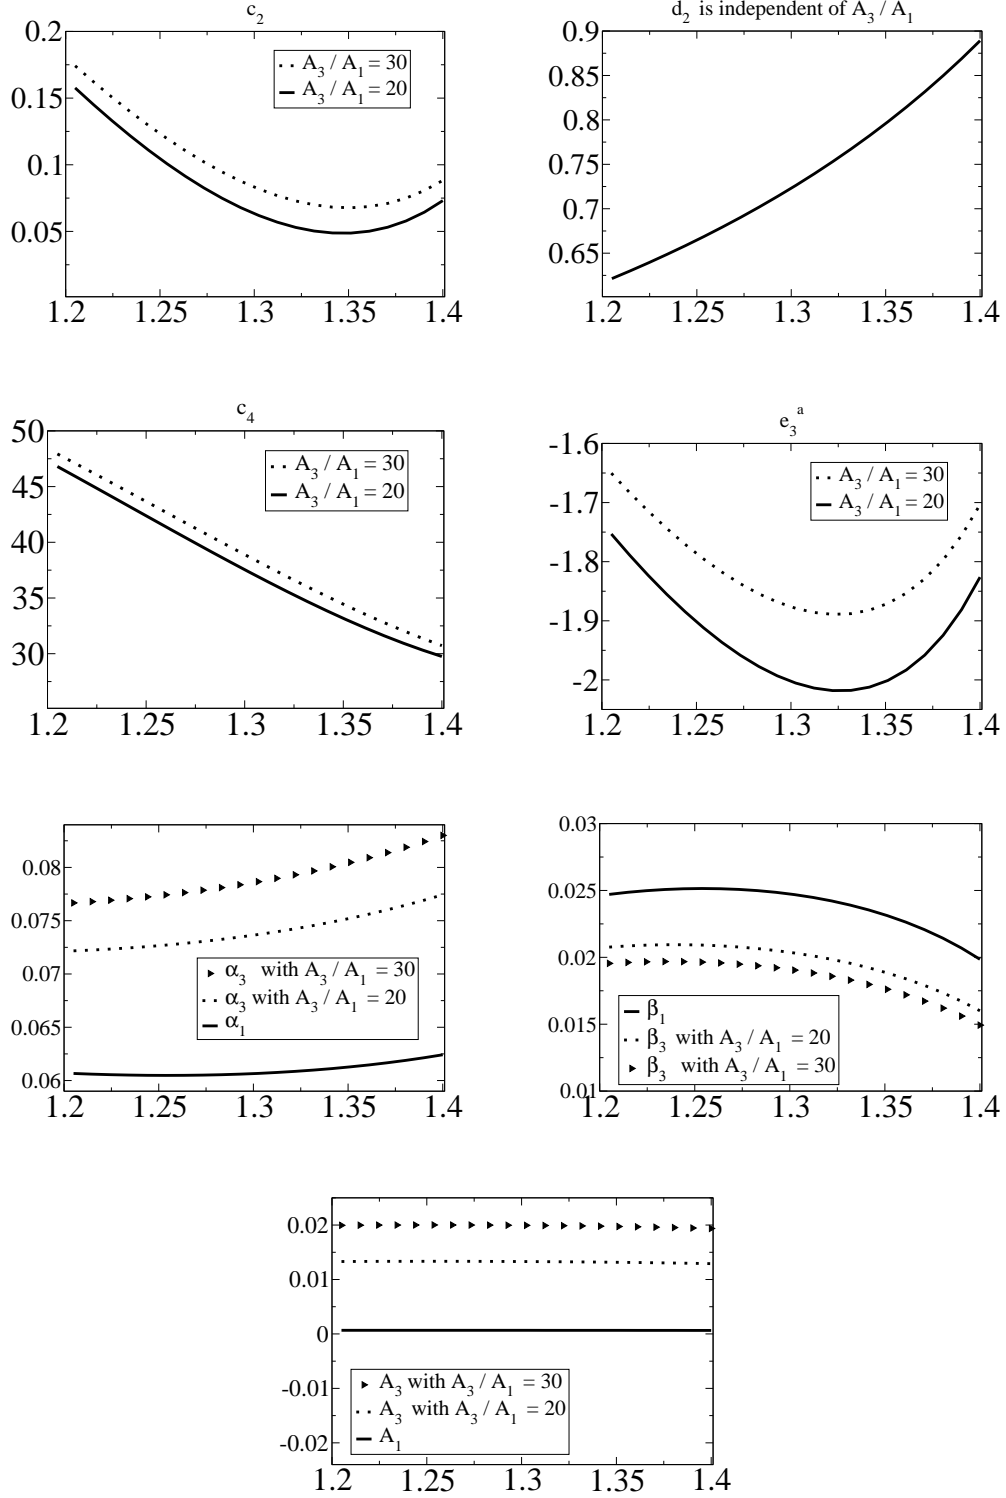 c2
0.2
0.15
0.1
0.05
A3 / A1 = 30
A3 / A1 = 20
1.2 1.25 1.3 1.35 1.4
d2 is independent of A3 / A1
0.9
0.85
0.8
0.75
0.7
0.65
1.2 1.25 1.3 1.35 1.4
c4
50
45
40
35
30
A3 / A1 = 30
A3 / A1 = 20
1.2 1.25 1.3 1.35 1.4
e3a
-1.6
-1.7
-1.8
-1.9
-2
A3 / A1 = 30
A3 / A1 = 20
1.2 1.25 1.3 1.35 1.4
0.08
0.075
0.07
0.065
0.06
α3 with A3 / A1 = 30
α3 with A3 / A1 = 20
α1
1.2 1.25 1.3 1.35 1.4
0.03
0.025
0.02
0.015
0.01
β1
β3 with A3 / A1 = 20
β3 with A3 / A1 = 30
1.2 1.25 1.3 1.35 1.4
0.02
0.01
0
-0.01
-0.02
A3 with A3 / A1 = 30
A3 with A3 / A1 = 20
A1
1.2 1.25 1.3 1.35 1.4